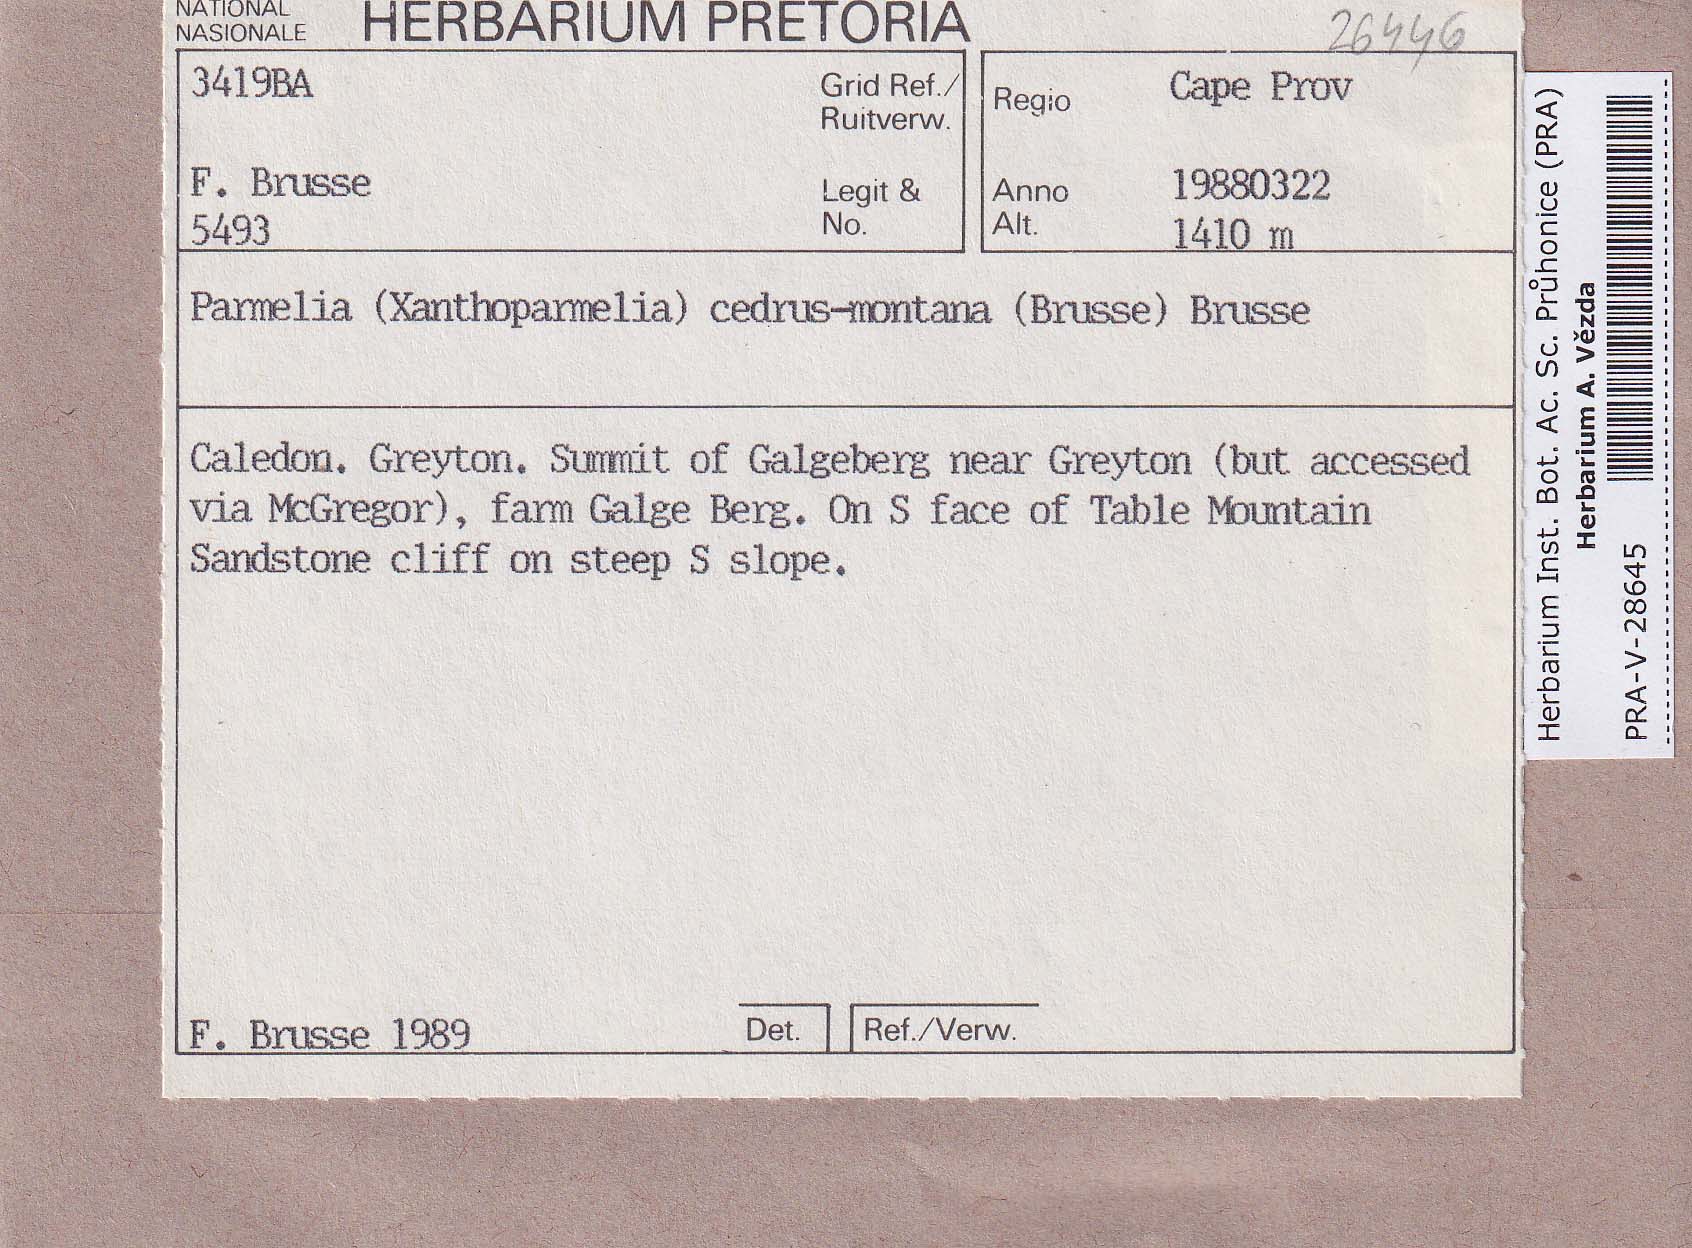 NATIONAL
NASIONALE
HERBARIUM PRETORIA
26446
3419BA
Grid Ref./
Ruitverw.
Regio
Cape Prov
F. Brusse
5493
Legit &
No.
Anno
19880322
Alt.
1410 m
Parmelia (Xanthoparmelia) cedrus-montana (Brusse) Brusse
Caledon. Greyton. Summit of Galgeberg near Greyton (but accessed
via McGregor), farm Galge Berg. On S face of Table Mountain
Sandstone cliff on steep S slope.
F. Brusse 1989
Det.
Ref./Verw.
Herbarium Inst. Bot. Ac. Sc. Průhonice (PRA)
Herbarium A. Vězda
PRA-V-28645